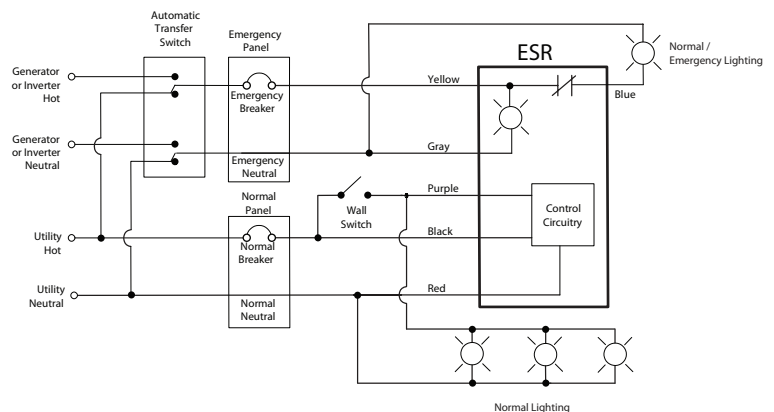 Automatic
Transfer
Switch
Emergency
Panel
ESR
Normal /
Emergency Lighting
Generator
or Inverter
Hot
Yellow
Blue
Emergency
Breaker
Generator
or Inverter
Neutral
Gray
Emergency
Neutral
Normal
Panel
Purple
Wall
Switch
Control
Circuitry
Utility
Hot
Black
Normal
Breaker
Utility
Neutral
Red
Normal
Neutral
Normal Lighting